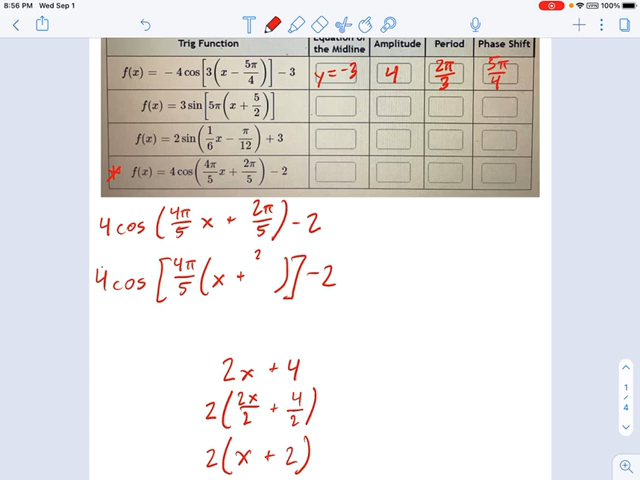 8:56 PM Wed Sep 1
100%
Equation of the Midline
Trig Function Amplitude Period Phase Shift
f(x) = − 4 cos[3(x − 5π/4)] − 3 y = -3 4 2π/3 5π/4
f(x) = 3 sin[5π(x + 5/2)]
f(x) = 2 sin(1/6 x − π/12) + 3
* f(x) = 4 cos(4π/5 x + 2π/5) − 2
4 cos (4π/5 x + 2π/5) - 2
4 cos [4π/5 (x + 2 )] - 2
2x + 4
2(2x/2 + 4/2)
2(x + 2)
1
/
4